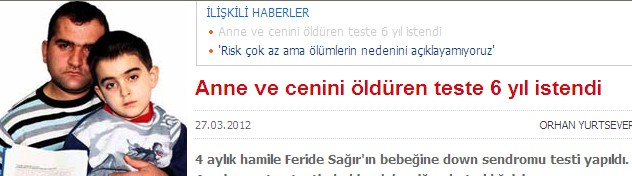 İLİŞKİLİ HABERLER
Anne ve cenini öldüren teste 6 yıl istendi
'Risk çok az ama ölümlerin nedenini açıklayamıyoruz'
Anne ve cenini öldüren teste 6 yıl istendi
27.03.2012 ORHAN YURTSEVER
4 aylık hamile Feride Sağır'ın bebeğine down sendromu testi yapıldı.